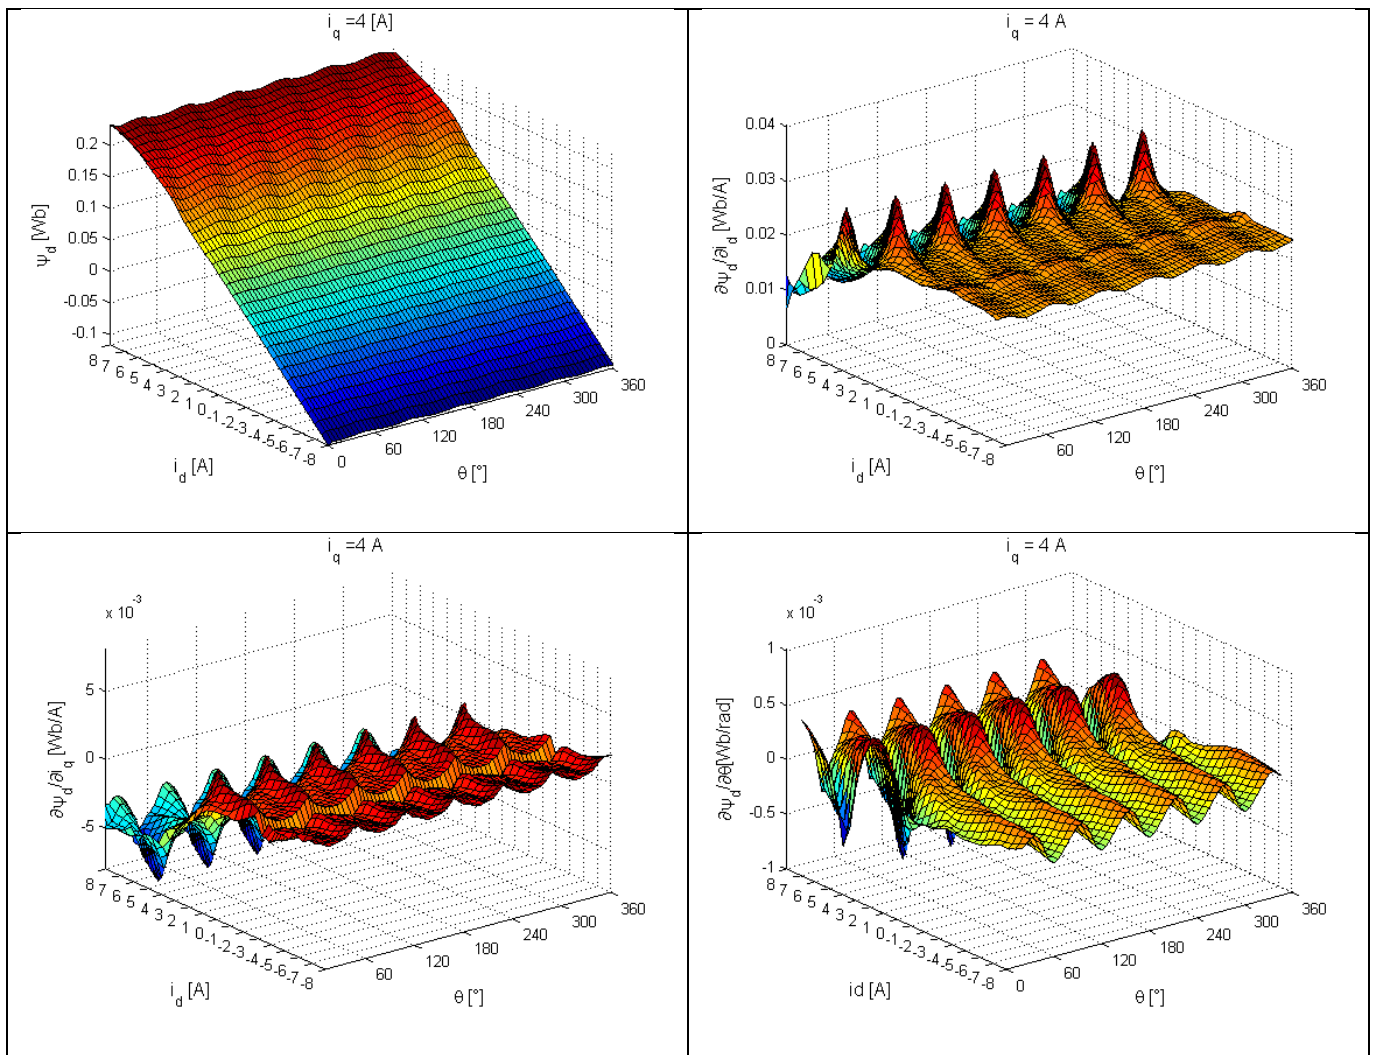 i_q =4 [A]
ψ_d [Wb]
0.2
0.15
0.1
0.05
0
-0.05
-0.1
8 7 6 5 4 3 2 1 0 -1 -2 -3 -4 -5 -6 -7 -8
i_d [A]
0 60 120 180 240 300 360
θ [°]
i_q = 4 A
∂ψ_d/∂i_d [Wb/A]
0.04
0.03
0.02
0.01
0
8 7 6 5 4 3 2 1 0 -1 -2 -3 -4 -5 -6 -7 -8
i_d [A]
60 120 180 240 300 360
θ [°]
i_q =4 A
x 10^-3
∂ψ_d/∂i_q [Wb/A]
5
0
-5
8 7 6 5 4 3 2 1 0 -1 -2 -3 -4 -5 -6 -7 -8
i_d [A]
60 120 180 240 300 360
θ [°]
i_q = 4 A
x 10^-3
∂ψ_d/∂θ[Wb/rad]
1
0.5
0
-0.5
-1
8 7 6 5 4 3 2 1 0 -1 -2 -3 -4 -5 -6 -7 -8
id [A]
0 60 120 180 240 300 360
θ [°]